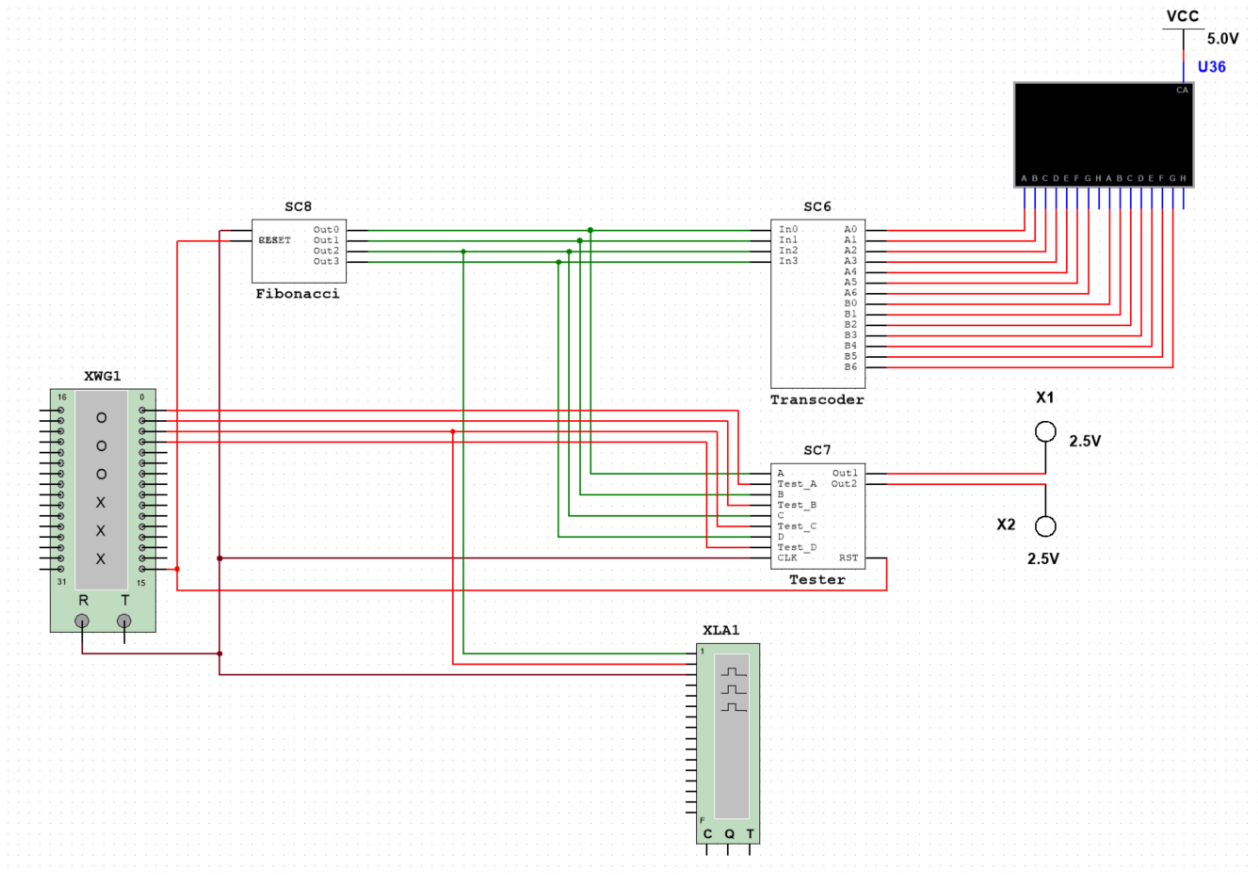 VCC
5.0V
U36
CA
A B C D E F G H A B C D E F G H
SC8
Out0
RESET Out1
Out2
Out3
Fibonacci
SC6
In0 A0
In1 A1
In2 A2
In3 A3
A4
A5
A6
B0
B1
B2
B3
B4
B5
B6
Transcoder
XWG1
16 0
O
O
O
X
X
X
31 15
R T
X1
2.5V
SC7
A Out1
Test_A Out2
B
Test_B
C
Test_C
D
Test_D
CLK RST
Tester
X2
2.5V
XLA1
1
F
C Q T